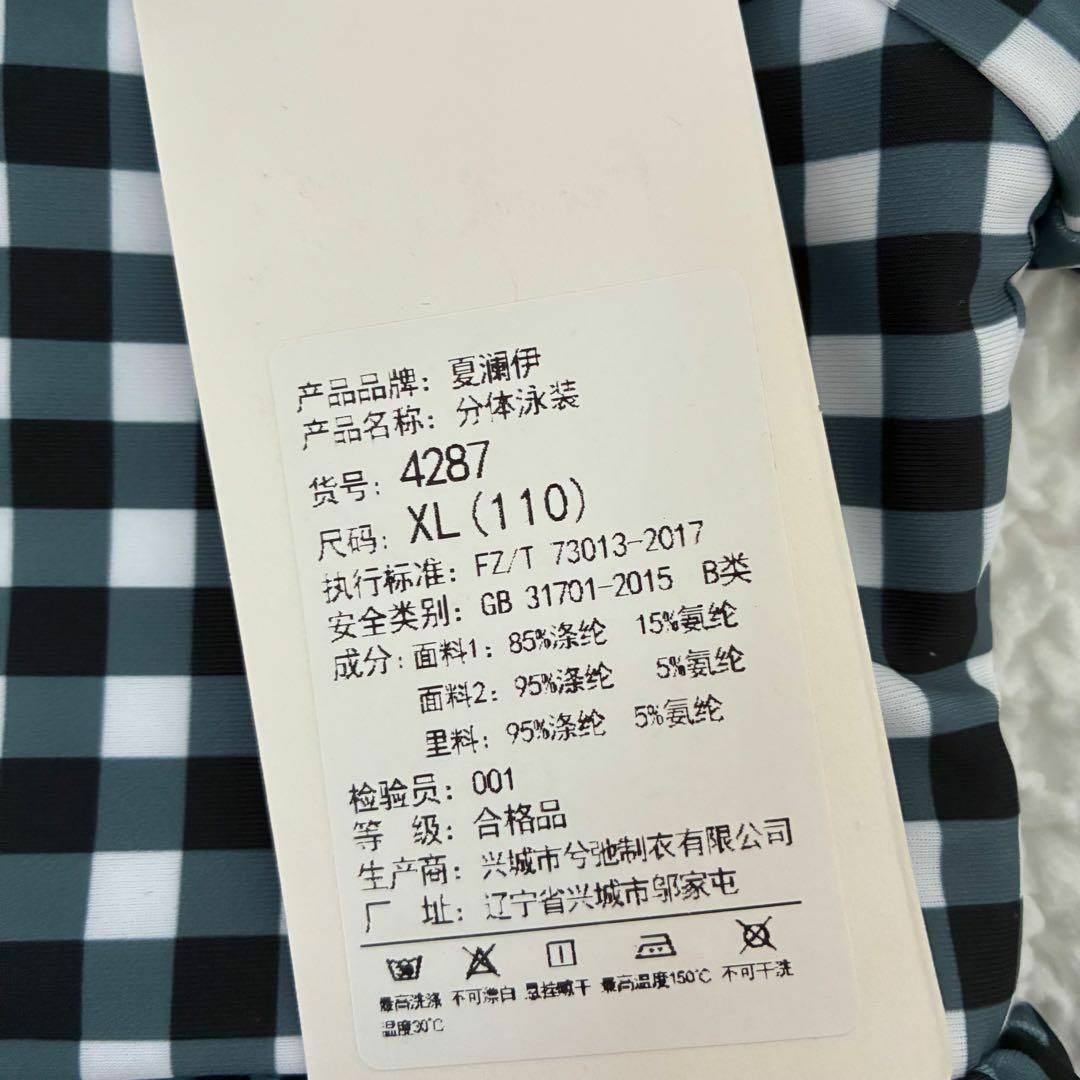 产品品牌：夏澜伊
产品名称：分体泳装
货号：4287
尺码：XL(110)
执行标准：FZ/T 73013-2017
安全类别：GB 31701-2015 B类
成分：面料1：85%涤纶 15%氨纶
面料2：95%涤纶 5%氨纶
里料：95%涤纶 5%氨纶
检验员：001
等 级：合格品
生产商：兴城市兮弛制衣有限公司
厂 址：辽宁省兴城市邬家屯
最高洗涤温度30℃
不可漂白
悬挂晾干
最高温度150℃
不可干洗